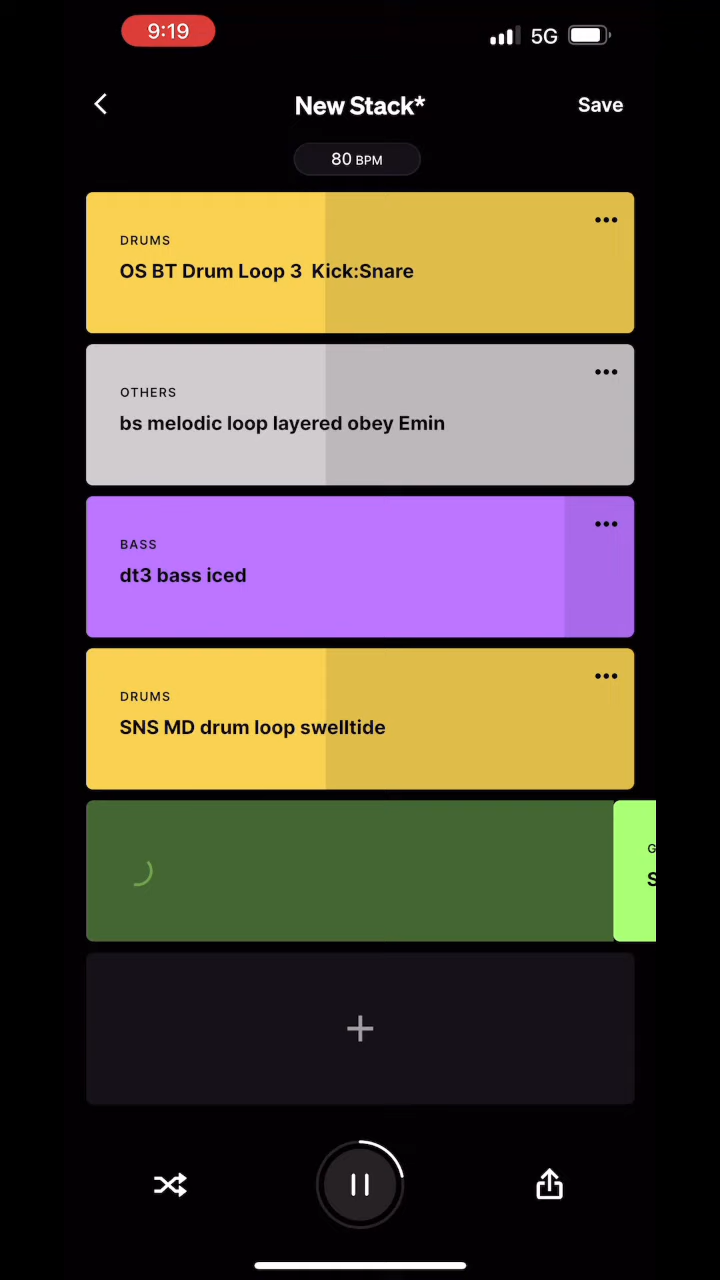 9:19
5G
New Stack*
Save
80 BPM
DRUMS
OS BT Drum Loop 3 Kick:Snare
OTHERS
bs melodic loop layered obey Emin
BASS
dt3 bass iced
DRUMS
SNS MD drum loop swelltide